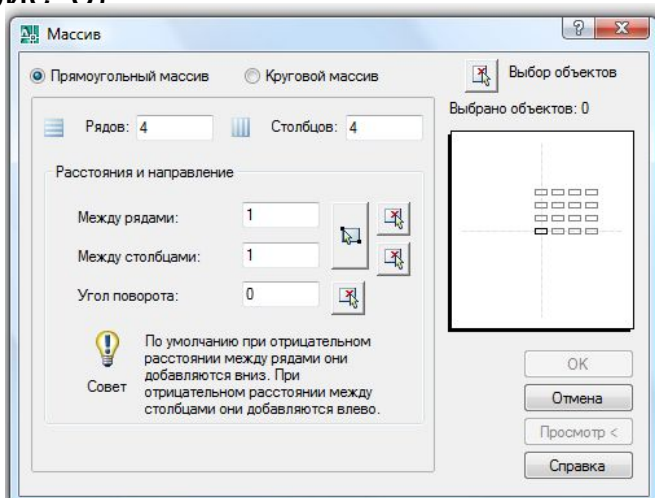 Массив
Прямоугольный массив
Круговой массив
Выбор объектов
Выбрано объектов: 0
Рядов: 4
Столбцов: 4
Расстояния и направление
Между рядами: 1
Между столбцами: 1
Угол поворота: 0
Совет
По умолчанию при отрицательном
расстоянии между рядами они
добавляются вниз. При
отрицательном расстоянии между
столбцами они добавляются влево.
OK
Отмена
Просмотр <
Справка